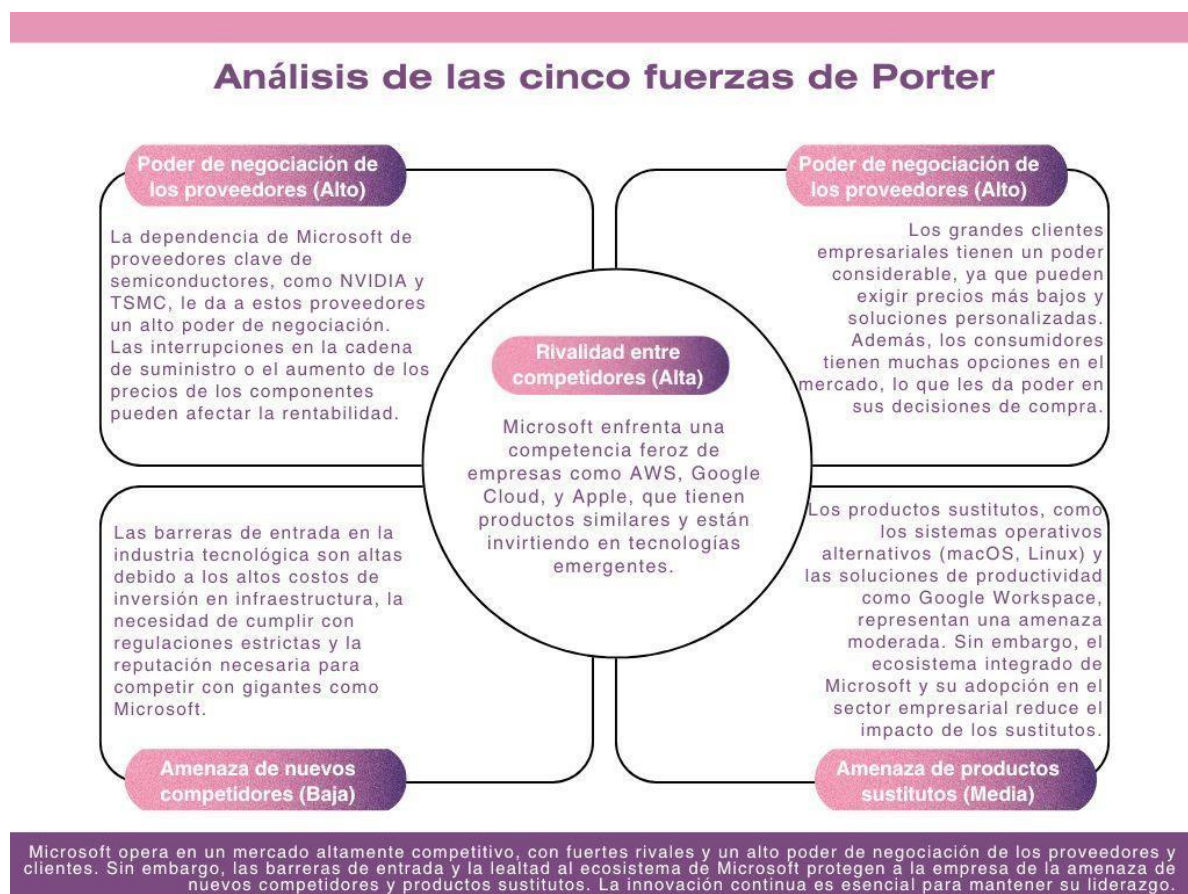 Análisis de las cinco fuerzas de Porter
Poder de negociación de
los proveedores (Alto)
La dependencia de Microsoft de
proveedores clave de
semiconductores, como NVIDIA y
TSMC, le da a estos proveedores
un alto poder de negociación.
Las interrupciones en la cadena
de suministro o el aumento de los
precios de los componentes
pueden afectar la rentabilidad.
Poder de negociación de
los proveedores (Alto)
Los grandes clientes
empresariales tienen un poder
considerable, ya que pueden
exigir precios más bajos y
soluciones personalizadas.
Además, los consumidores
tienen muchas opciones en el
mercado, lo que les da poder en
sus decisiones de compra.
Rivalidad entre
competidores (Alta)
Microsoft enfrenta una
competencia feroz de
empresas como AWS, Google
Cloud, y Apple, que tienen
productos similares y están
invirtiendo en tecnologías
emergentes.
Las barreras de entrada en la
industria tecnológica son altas
debido a los altos costos de
inversión en infraestructura, la
necesidad de cumplir con
regulaciones estrictas y la
reputación necesaria para
competir con gigantes como
Microsoft.
Amenaza de nuevos
competidores (Baja)
Los productos sustitutos, como
los sistemas operativos
alternativos (macOS, Linux) y
las soluciones de productividad
como Google Workspace,
representan una amenaza
moderada. Sin embargo, el
ecosistema integrado de
Microsoft y su adopción en el
sector empresarial reduce el
impacto de los sustitutos.
Amenaza de productos
sustitutos (Media)
Microsoft opera en un mercado altamente competitivo, con fuertes rivales y un alto poder de negociación de los proveedores y
clientes. Sin embargo, las barreras de entrada y la lealtad al ecosistema de Microsoft protegen a la empresa de la amenaza de
nuevos competidores y productos sustitutos. La innovación continua es esencial para mantener su liderazgo.